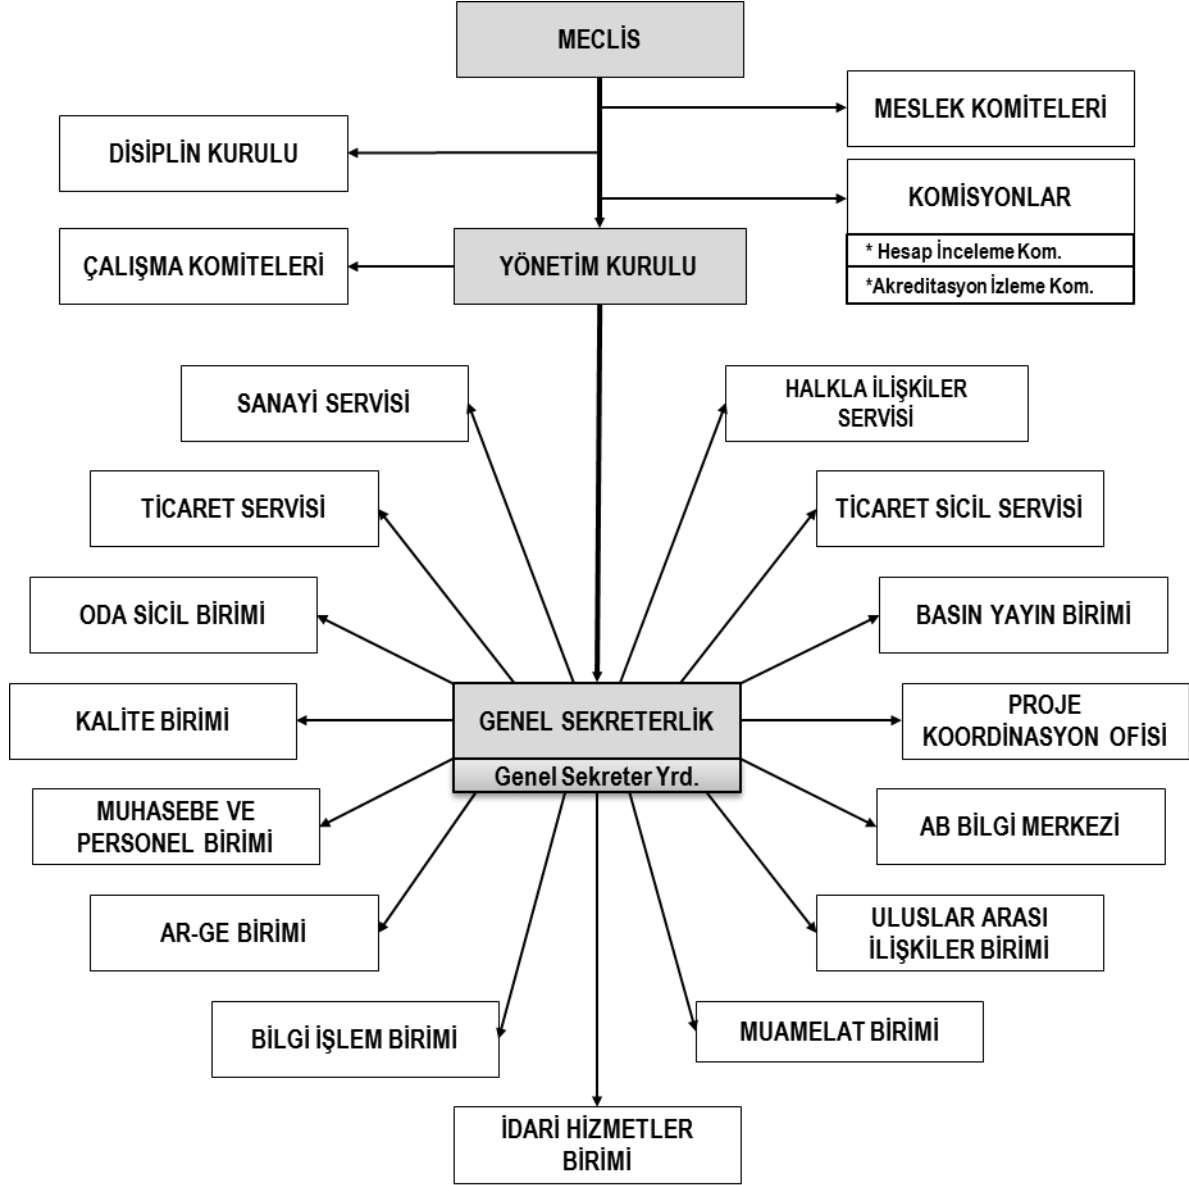 MECLİS
MESLEK KOMİTELERİ
DİSİPLİN KURULU
KOMİSYONLAR
* Hesap İnceleme Kom.
*Akreditasyon İzleme Kom.
ÇALIŞMA KOMİTELERİ
YÖNETİM KURULU
SANAYİ SERVİSİ
HALKLA İLİŞKİLER
SERVİSİ
TİCARET SERVİSİ
TİCARET SİCİL SERVİSİ
ODA SİCİL BİRİMİ
BASIN YAYIN BİRİMİ
KALİTE BİRİMİ
GENEL SEKRETERLİK
Genel Sekreter Yrd.
PROJE
KOORDİNASYON OFİSİ
MUHASEBE VE
PERSONEL BİRİMİ
AB BİLGİ MERKEZİ
AR-GE BİRİMİ
ULUSLAR ARASI
İLİŞKİLER BİRİMİ
BİLGİ İŞLEM BİRİMİ
MUAMELAT BİRİMİ
İDARİ HİZMETLER
BİRİMİ